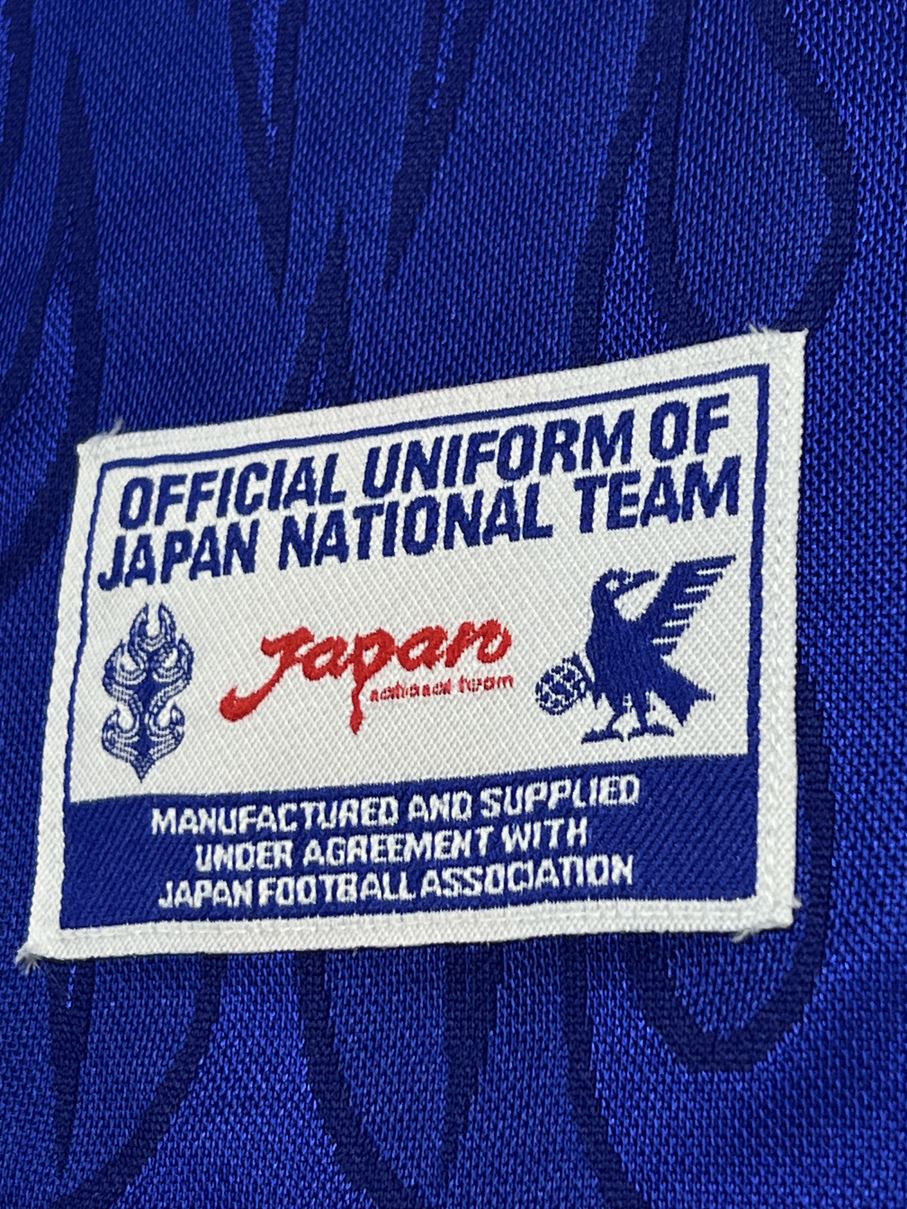 OFFICIAL UNIFORM OF
JAPAN NATIONAL TEAM
Japan
national team
MANUFACTURED AND SUPPLIED
UNDER AGREEMENT WITH
JAPAN FOOTBALL ASSOCIATION